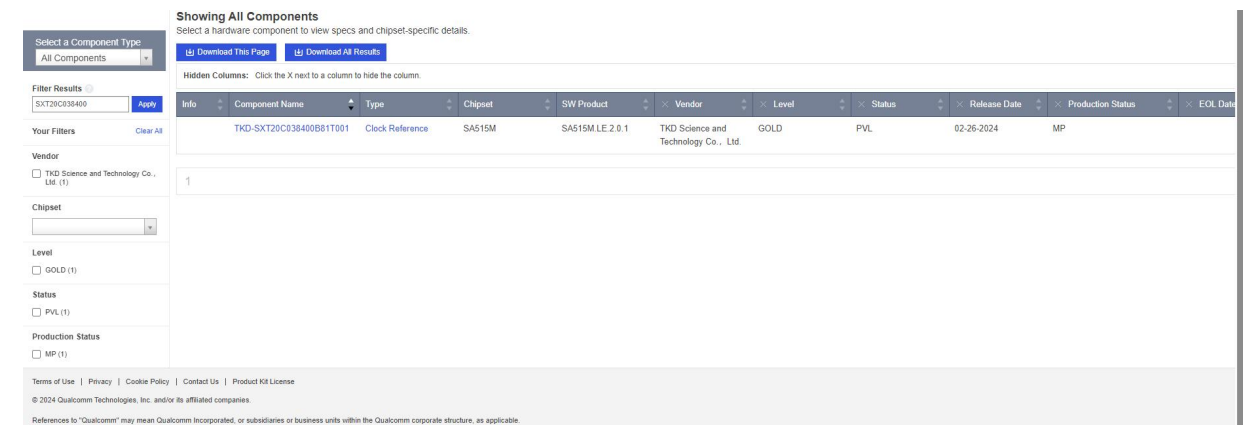 Showing All Components
Select a hardware component to view specs and chipset-specific details.
Select a Component Type
All Components
Download This Page
Download All Results
Hidden Columns: Click the X next to a column to hide the column.
Filter Results
SXT20C038400
Apply
Info
Component Name
Type
Chipset
SW Product
Vendor
Level
Status
Release Date
Production Status
EOL Date
Your Filters
Clear All
TKD-SXT20C038400B81T001
Clock Reference
SA515M
SA515M.LE.2.0.1
TKD Science and
Technology Co.,Ltd.
GOLD
PVL
02-26-2024
MP
Vendor
TKD Science and Technology Co.,
Ltd. (1)
1
Chipset
Level
GOLD (1)
Status
PVL (1)
Production Status
MP (1)
Terms of Use | Privacy | Cookie Policy | Contact Us | Product Kit License
© 2024 Qualcomm Technologies, Inc. and/or its affiliated companies.
References to "Qualcomm" may mean Qualcomm Incorporated, or subsidiaries or business units within the Qualcomm corporate structure, as applicable.